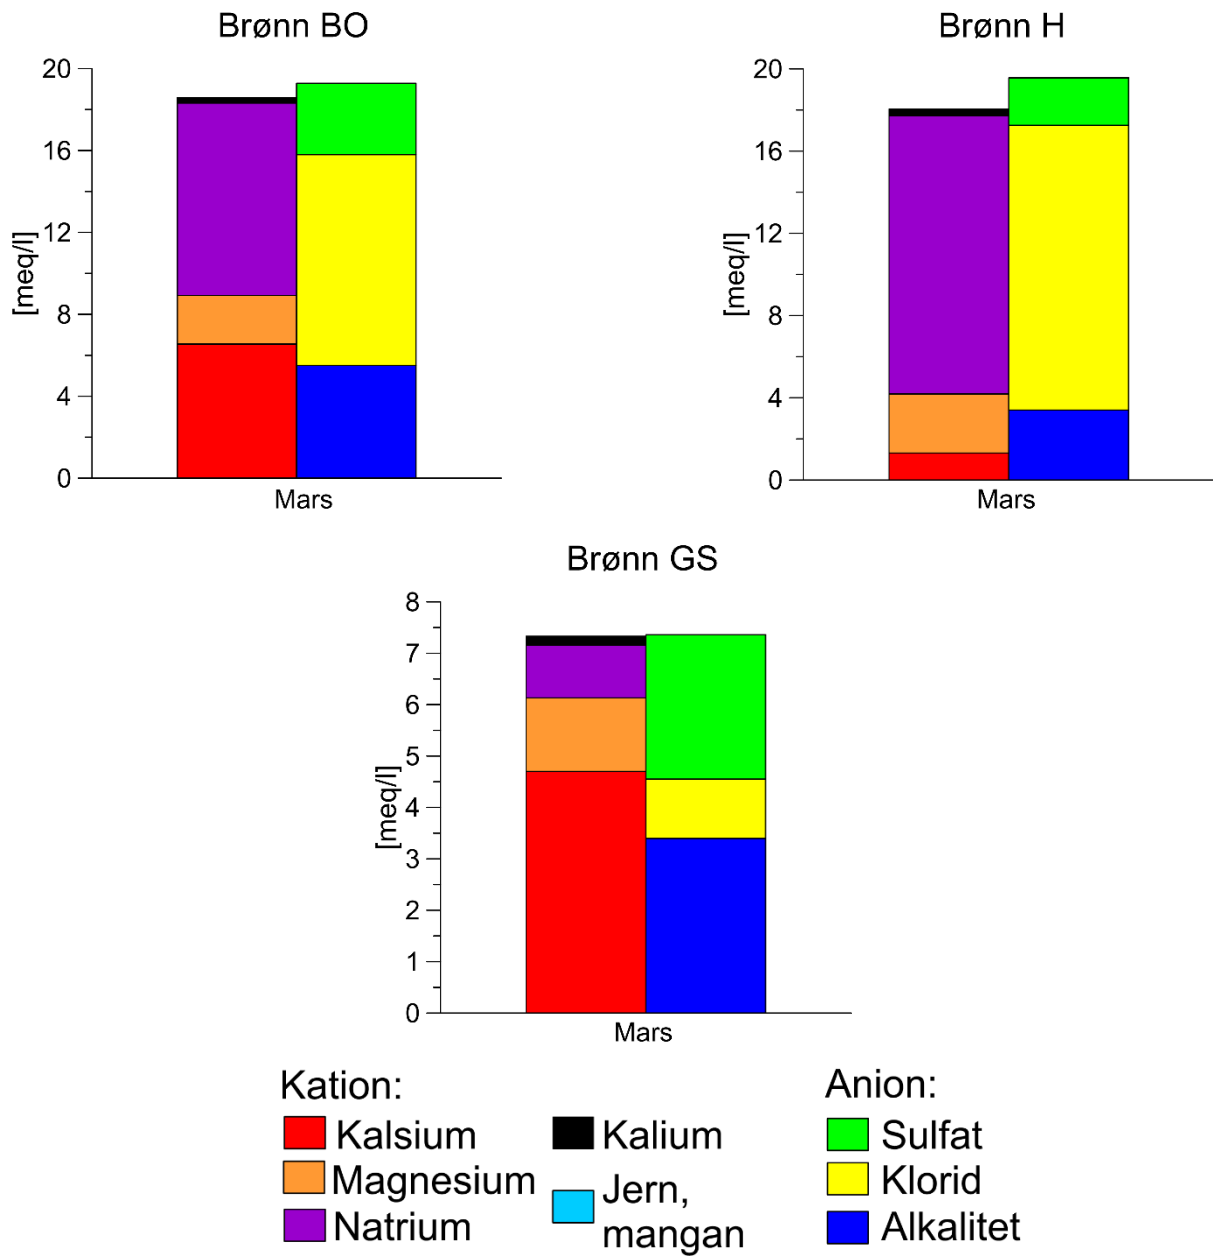 Brønn BO
20
16
12
8
4
0
[meq/l]
Mars
Brønn H
20
16
12
8
4
0
[meq/l]
Mars
Brønn GS
8
7
6
5
4
3
2
1
0
[meq/l]
Mars
Kation:
Kalsium
Magnesium
Natrium
Kalium
Jern,
mangan
Anion:
Sulfat
Klorid
Alkalitet